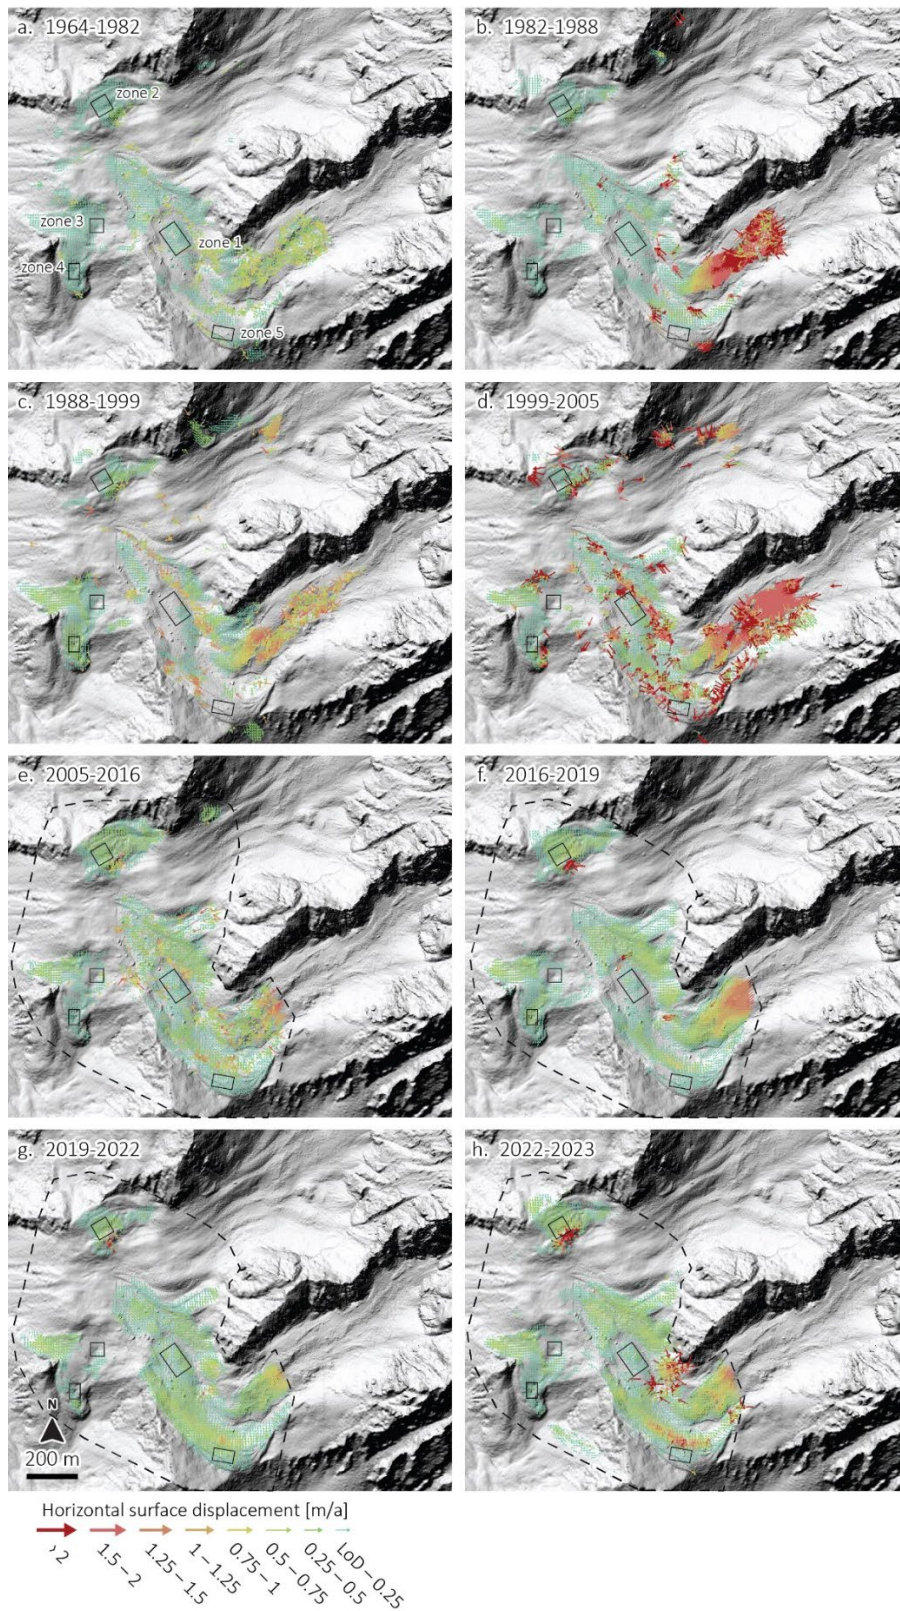 a. 1964-1982
b. 1982-1988
zone 2
zone 3
zone 1
zone 4
zone 5
c. 1988-1999
d. 1999-2005
e. 2005-2016
f. 2016-2019
g. 2019-2022
h. 2022-2023
N
200 m
Horizontal surface displacement [m/a]
>2
1.5 – 2
1.25 – 1.5
1 – 1.25
0.75 – 1
0.5 – 0.75
0.25 – 0.5
LoD – 0.25